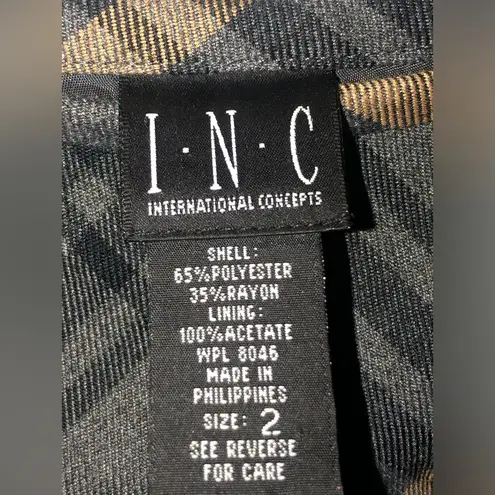 I·N·C
INTERNATIONAL CONCEPTS
SHELL:
65%POLYESTER
35%RAYON
LINING:
100%ACETATE
WPL 8046
MADE IN
PHILIPPINES
SIZE: 2
SEE REVERSE
FOR CARE